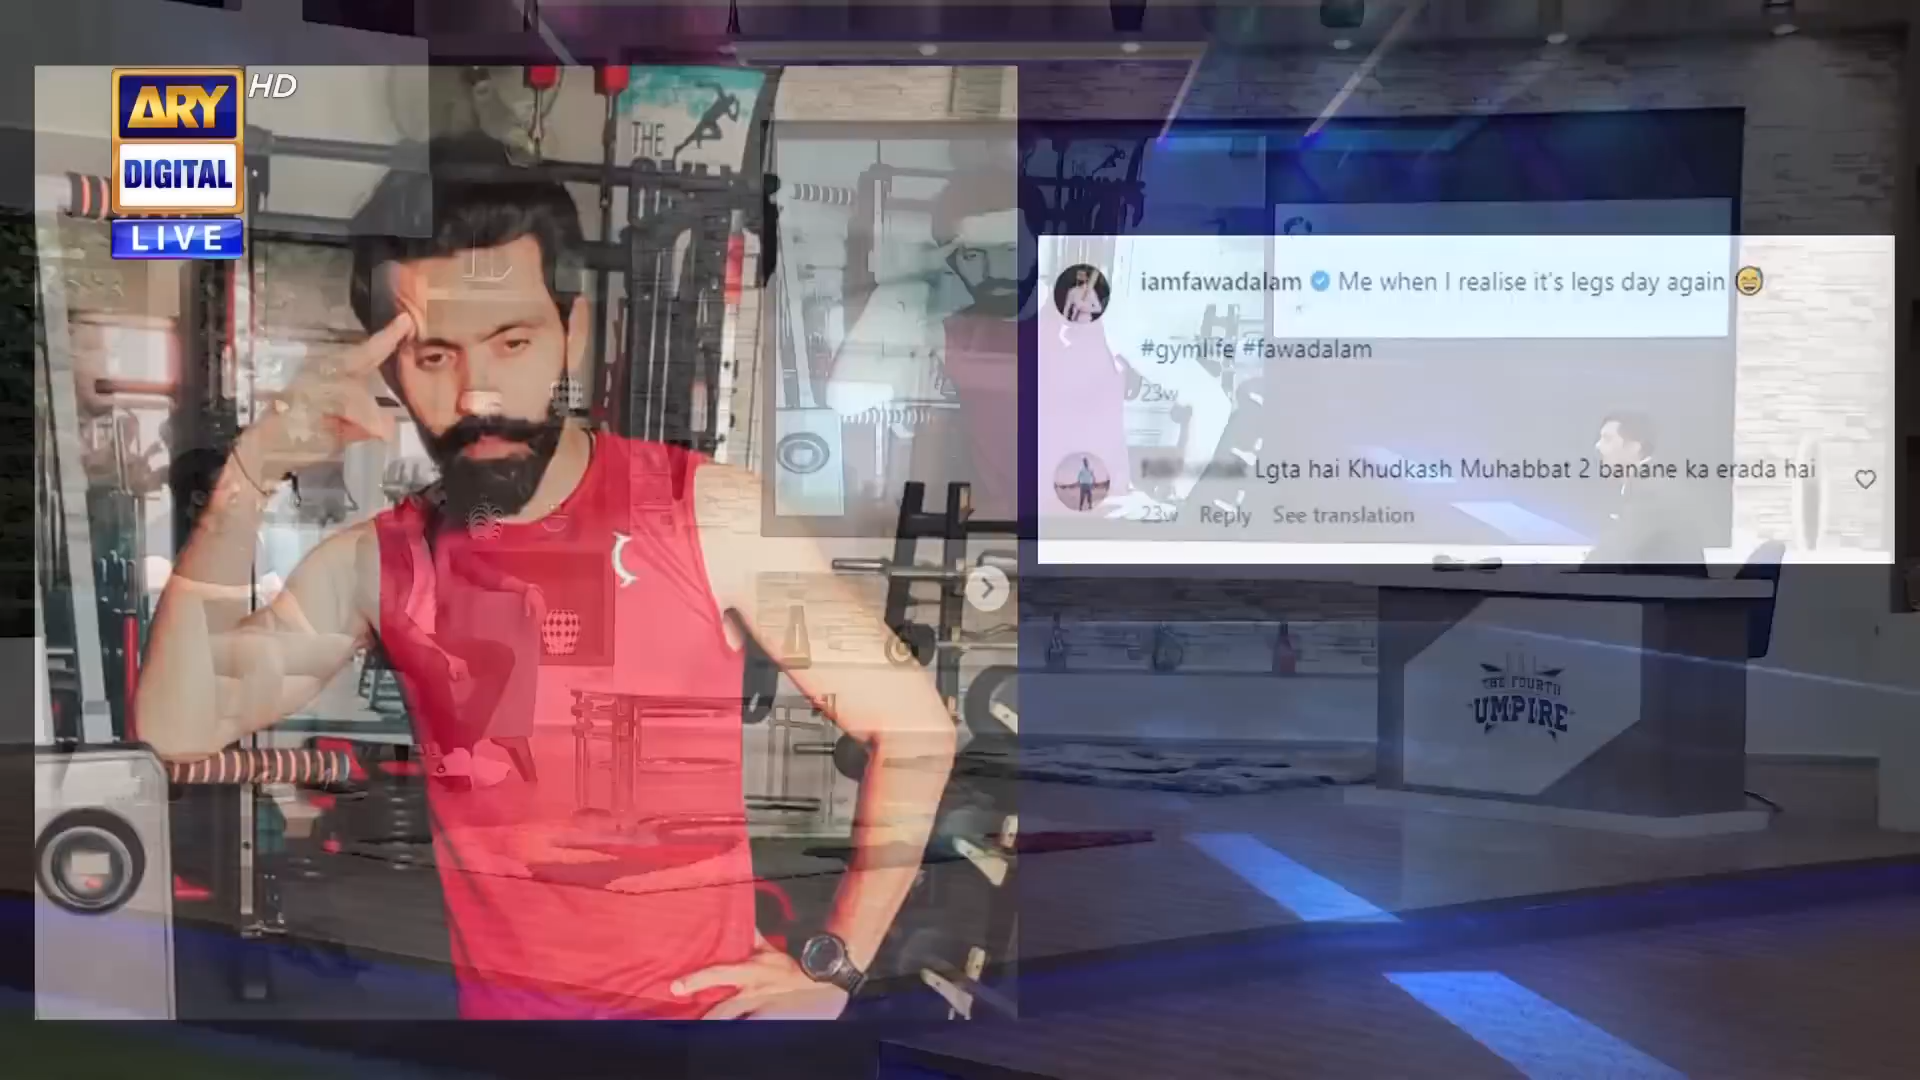 ARY
HD
DIGITAL
LIVE
THE
iamfawadalam Me when I realise it's legs day again 😅
#gymlife #fawadalam
23w
Lgta hai Khudkash Muhabbat 2 banane ka erada hai
23w Reply See translation
THE FOURTH
UMPIRE